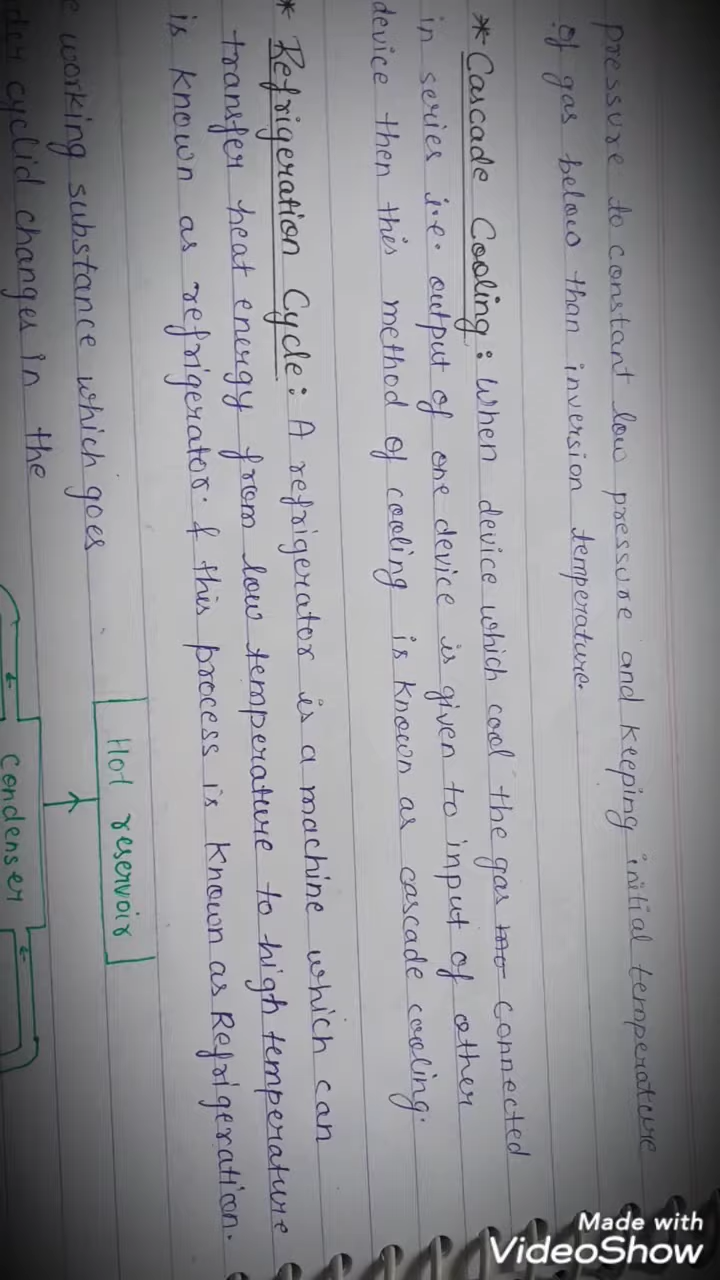 pressure to constant low pressure and keeping initial temperature
of gas below than inversion temperature.
* Cascade Cooling: When device which cool the gas connected
in series i.e. output of one device is given to input of other
device then this method of cooling is known as cascade cooling.
* Refrigeration Cycle: A refrigerator is a machine which can
transfer heat energy from low temperature to high temperature
is known as refrigerator. & this process is known as Refrigeration.
working substance which goes
cyclid changes in the
Hot reservoir
Condenser
Made with
VideoShow